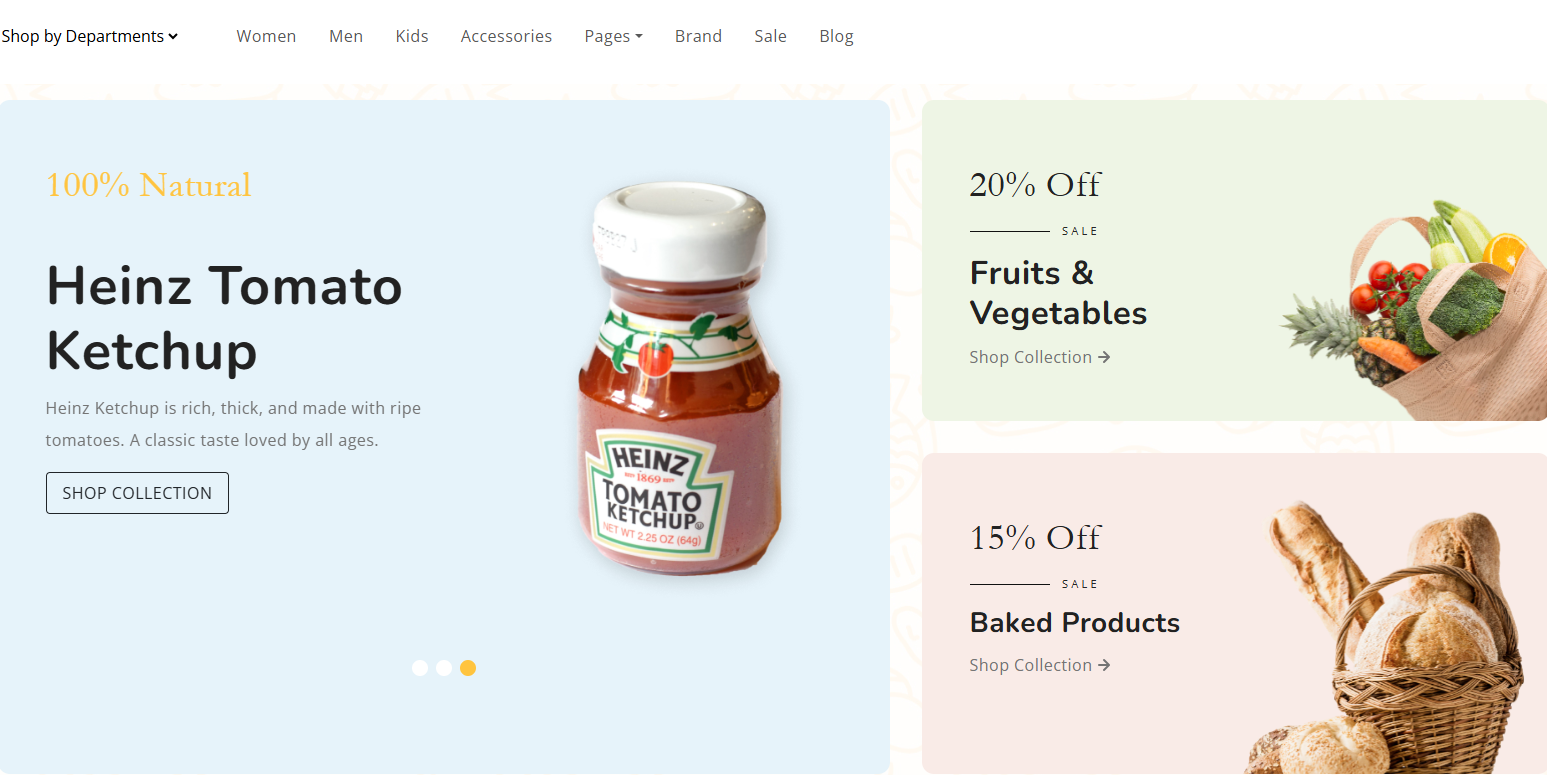 Shop by Departments Women Men Kids Accessories Pages Brand Sale Blog
100% Natural
Heinz Tomato
Ketchup
Heinz Ketchup is rich, thick, and made with ripe
tomatoes. A classic taste loved by all ages.
SHOP COLLECTION
HEINZ
1869
TOMATO
KETCHUP
NET WT 2.25 OZ (64g)
20% Off
SALE
Fruits &
Vegetables
Shop Collection →
15% Off
SALE
Baked Products
Shop Collection →